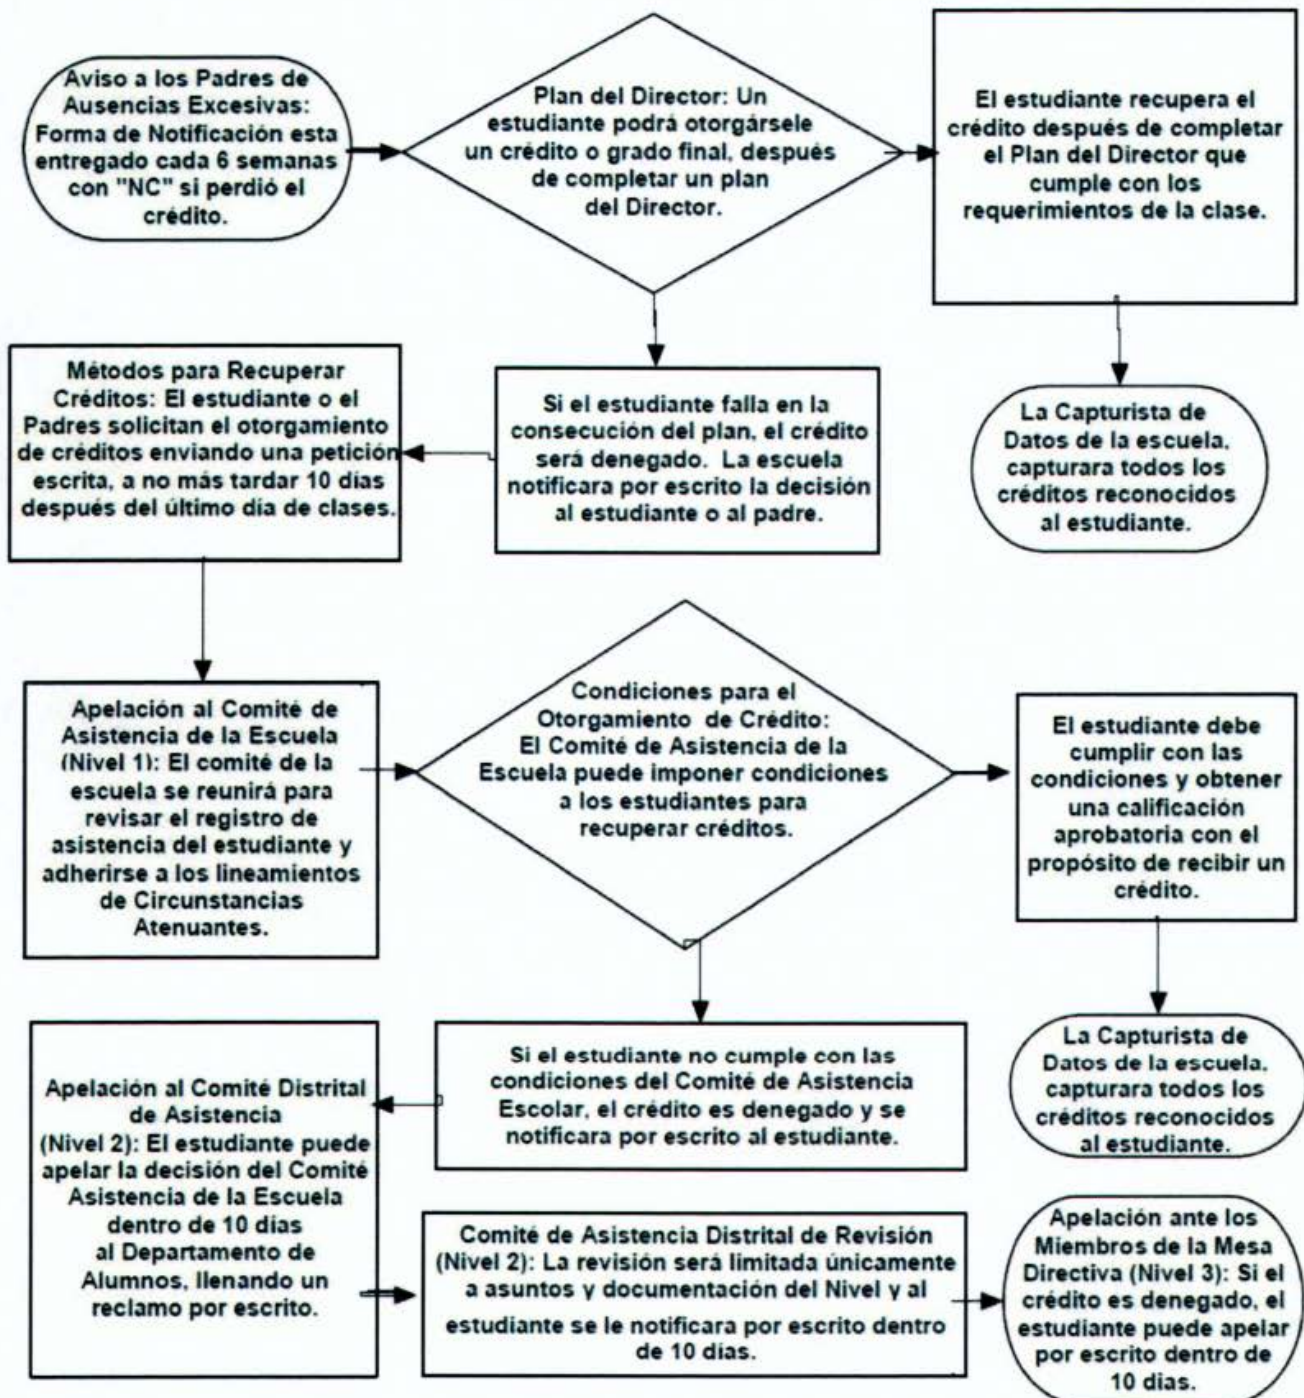 Aviso a los Padres de
Ausencias Excesivas:
Forma de Notificación esta
entregado cada 6 semanas
con "NC" si perdió el
crédito.
Plan del Director: Un
estudiante podrá otorgársele
un crédito o grado final, después
de completar un plan
del Director.
El estudiante recupera el
crédito después de completar
el Plan del Director que
cumple con los
requerimientos de la clase.
Métodos para Recuperar
Créditos: El estudiante o el
Padres solicitan el otorgamiento
de créditos enviando una petición
escrita, a no más tardar 10 días
después del último día de clases.
Si el estudiante falla en la
consecución del plan, el crédito
será denegado. La escuela
notificara por escrito la decisión
al estudiante o al padre.
La Capturista de
Datos de la escuela,
capturara todos los
créditos reconocidos
al estudiante.
Apelación al Comité de
Asistencia de la Escuela
(Nivel 1): El comité de la
escuela se reunirá para
revisar el registro de
asistencia del estudiante y
adherirse a los lineamientos
de Circunstancias
Atenuantes.
Condiciones para el
Otorgamiento de Crédito:
El Comité de Asistencia de la
Escuela puede imponer condiciones
a los estudiantes para
recuperar créditos.
El estudiante debe
cumplir con las
condiciones y obtener
una calificación
aprobatoria con el
propósito de recibir un
crédito.
Apelación al Comité Distrital
de Asistencia
(Nivel 2): El estudiante puede
apelar la decisión del Comité
Asistencia de la Escuela
dentro de 10 días
al Departamento de
Alumnos, llenando un
reclamo por escrito.
Si el estudiante no cumple con las
condiciones del Comité de Asistencia
Escolar, el crédito es denegado y se
notificara por escrito al estudiante.
La Capturista de
Datos de la escuela,
capturara todos los
créditos reconocidos
al estudiante.
Comité de Asistencia Distrital de Revisión
(Nivel 2): La revisión será limitada únicamente
a asuntos y documentación del Nivel y al
estudiante se le notificara por escrito dentro
de 10 días.
Apelación ante los
Miembros de la Mesa
Directiva (Nivel 3): Si el
crédito es denegado, el
estudiante puede apelar
por escrito dentro de
10 días.